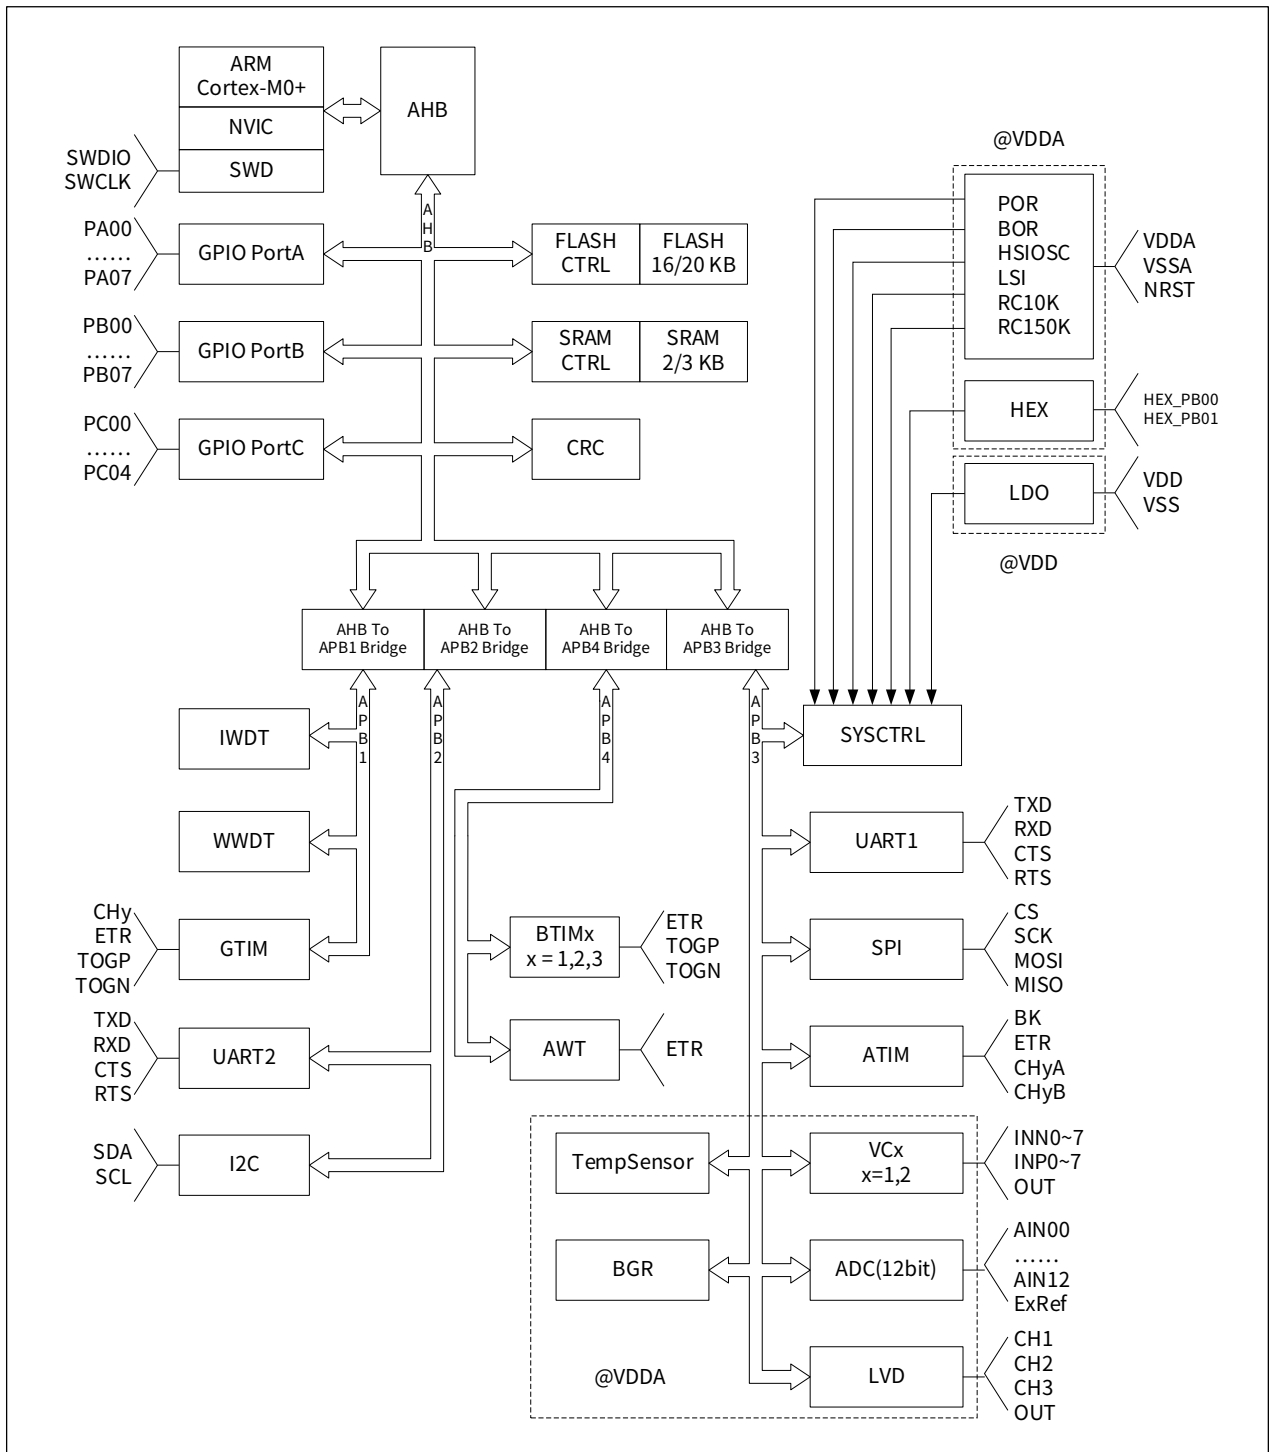 ARM
Cortex-M0+
NVIC
SWD
AHB
SWDIO
SWCLK
@VDDA
POR
BOR
HSIOSC
LSI
RC10K
RC150K
VDDA
VSSA
NRST
AHB
PA00
......
PA07
GPIO PortA
FLASH
CTRL
FLASH
16/20 KB
PB00
......
PB07
GPIO PortB
SRAM
CTRL
SRAM
2/3 KB
HEX
HEX_PB00
HEX_PB01
PC00
......
PC04
GPIO PortC
CRC
LDO
VDD
VSS
@VDD
AHB To
APB1 Bridge
AHB To
APB2 Bridge
AHB To
APB4 Bridge
AHB To
APB3 Bridge
APB1
APB2
APB4
APB3
IWDT
SYSCTRL
WWDT
UART1
TXD
RXD
CTS
RTS
CHy
ETR
TOGP
TOGN
GTIM
BTIMx
x = 1,2,3
ETR
TOGP
TOGN
SPI
CS
SCK
MOSI
MISO
TXD
RXD
CTS
RTS
UART2
AWT
ETR
ATIM
BK
ETR
CHyA
CHyB
SDA
SCL
I2C
TempSensor
VCx
x=1,2
INN0~7
INP0~7
OUT
BGR
ADC(12bit)
AIN00
......
AIN12
ExRef
@VDDA
LVD
CH1
CH2
CH3
OUT